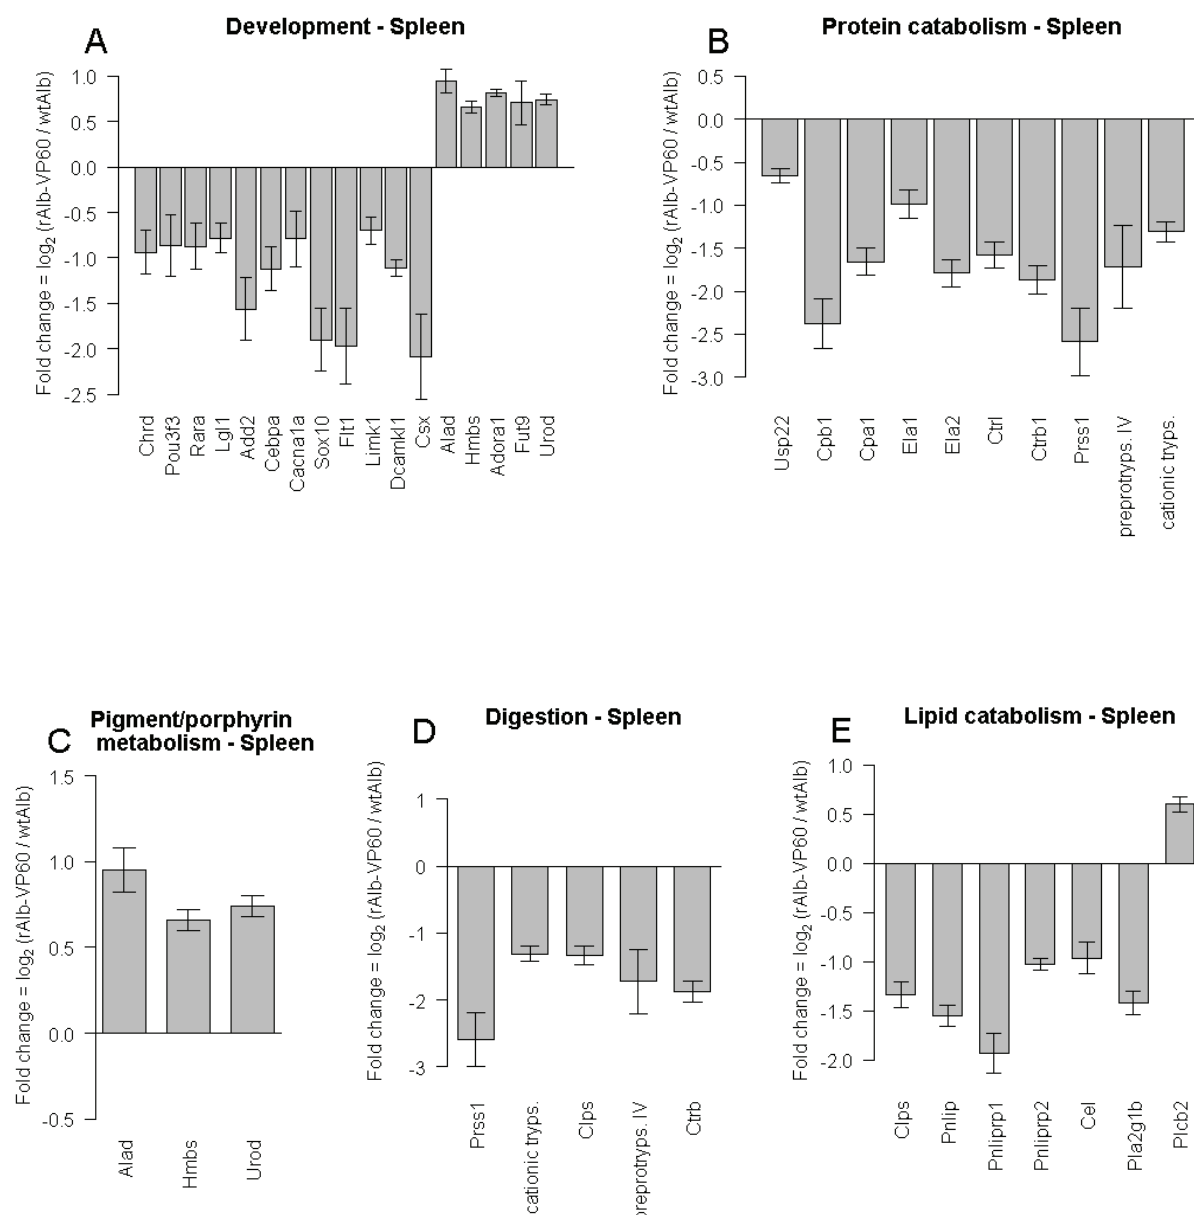 A
Development - Spleen
Fold change = log2 (rAlb-VP60 / wtAlb)
1.0
0.5
0.0
-0.5
-1.0
-1.5
-2.0
-2.5
Chrd
Pou3f3
Rara
Lgl1
Add2
Cebpa
Cacna1a
Sox10
Flt1
Limk1
Dcamkl1
Csx
Alad
Hmbs
Adora1
Fut9
Urod
B
Protein catabolism - Spleen
Fold change = log2 (rAlb-VP60 / wtAlb)
0.5
0.0
-0.5
-1.0
-1.5
-2.0
-2.5
-3.0
Usp22
Cpb1
Cpa1
Ela1
Ela2
Ctrl
Ctrb1
Prss1
preprotryps. IV
cationic tryps.
C
Pigment/porphyrin
metabolism - Spleen
Fold change = log2 (rAlb-VP60 / wtAlb)
1.5
1.0
0.5
0.0
-0.5
Alad
Hmbs
Urod
D
Digestion - Spleen
Fold change = log2 (rAlb-VP60 / wtAlb)
1
0
-1
-2
-3
Prss1
cationic tryps.
Clps
preprotryps. IV
Ctrb
E
Lipid catabolism - Spleen
Fold change = log2 (rAlb-VP60 / wtAlb)
1.0
0.5
0.0
-0.5
-1.0
-1.5
-2.0
Clps
Pnlip
Pnliprp1
Pnliprp2
Cel
Pla2g1b
Plcb2